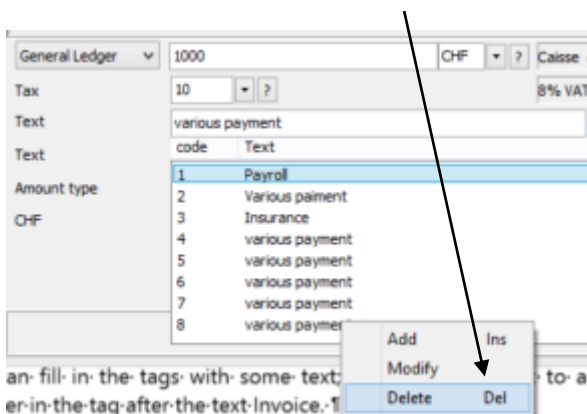 General Ledger 1000 CHF ? Caisse
Tax 10 ? 8% VAT
Text various payment
Text code Text
1 Payroll
Amount type
2 Various paiment
CHF 3 Insurance
4 various payment
5 various payment
6 various payment
7 various payment
8 various payment
Add Ins
Modify
Delete Del
an fill in the tags with some text; to a
er in the tag after the text Invoice. ¶